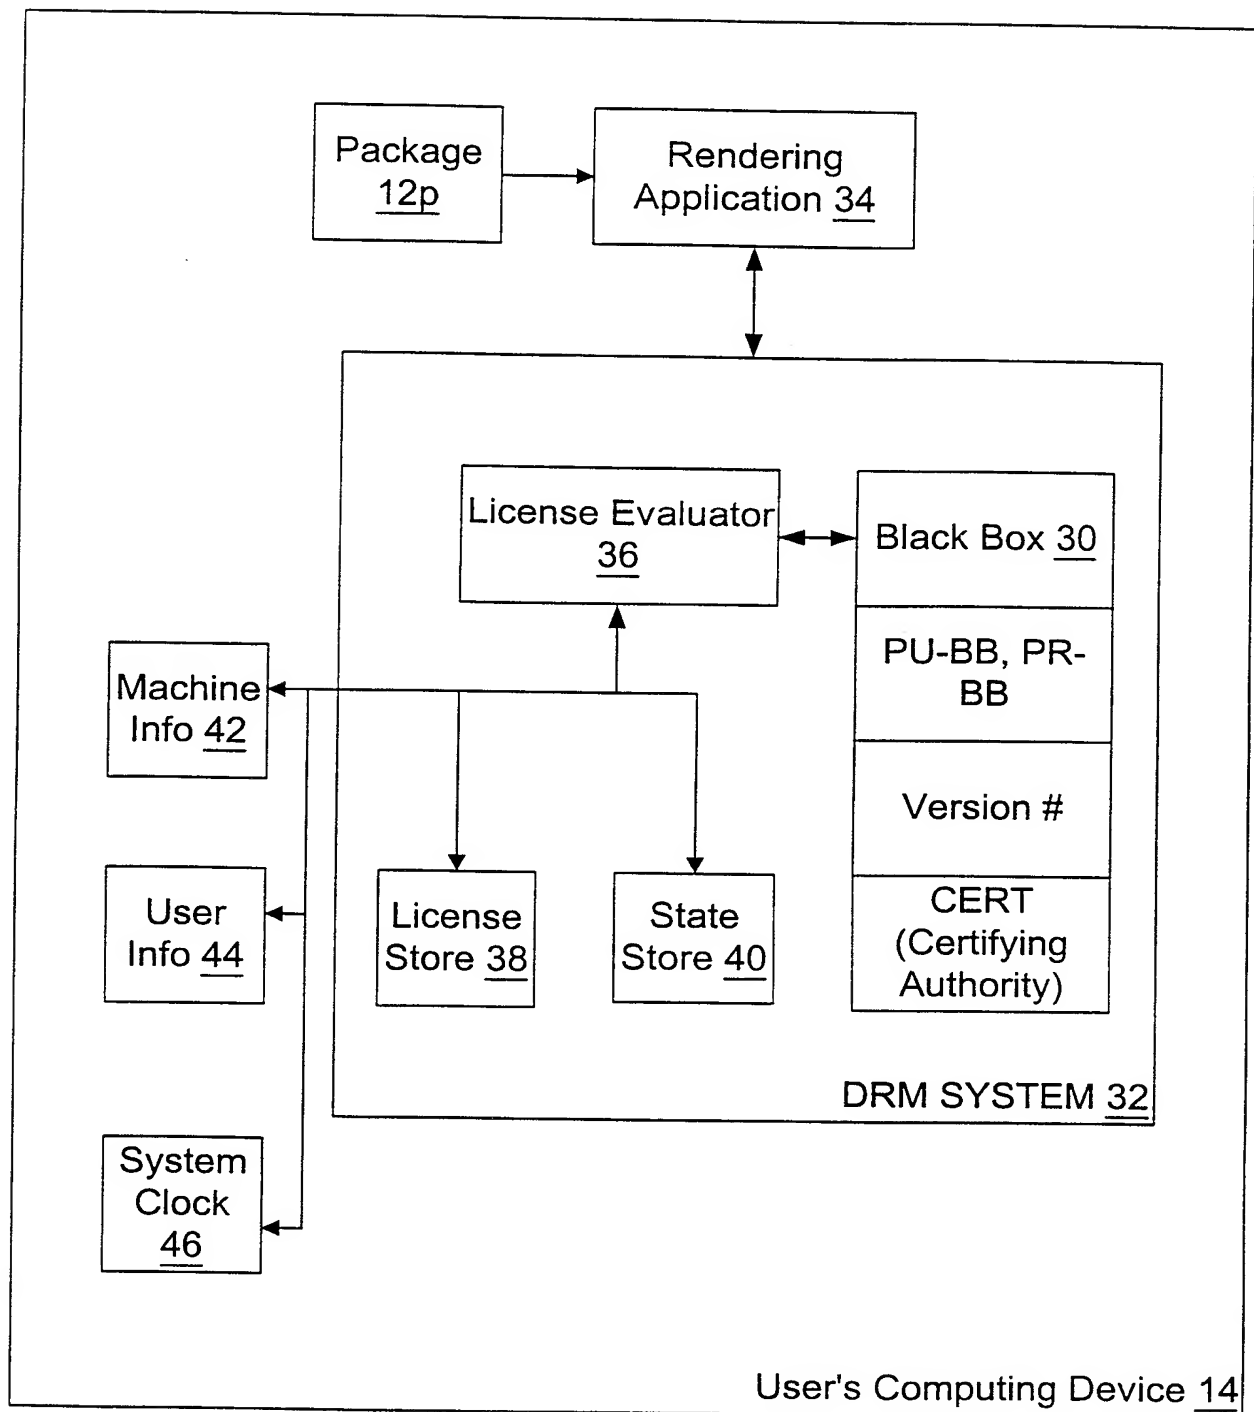 Package
12p
Rendering
Application 34
License Evaluator
36
Black Box 30
PU-BB, PR-
BB
Version #
CERT
(Certifying
Authority)
Machine
Info 42
User
Info 44
System
Clock
46
License
Store 38
State
Store 40
DRM SYSTEM 32
User's Computing Device 14